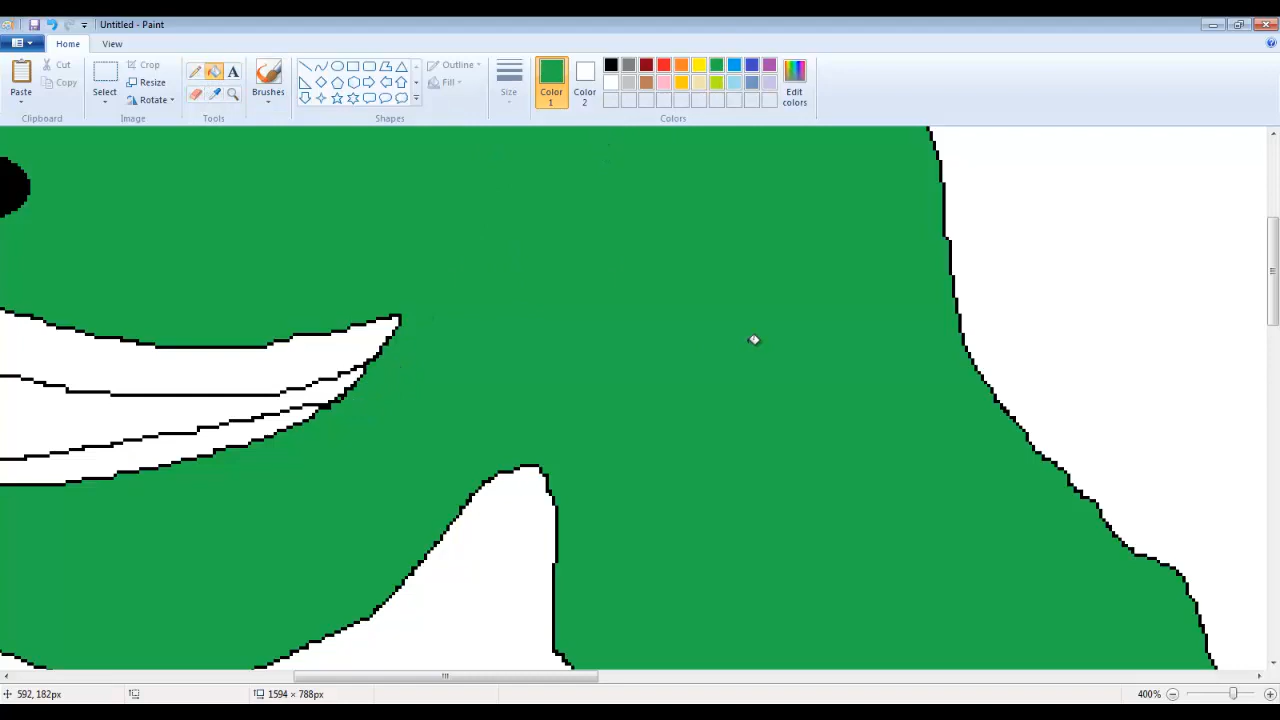 Untitled - Paint
Home View
Paste
Cut
Copy
Clipboard
Select
Crop
Resize
Rotate
Image
A
Tools
Brushes
Shapes
Outline
Fill
Size
Color 1
Color 2
Edit colors
Colors
592, 182px
1594 × 788px
400%